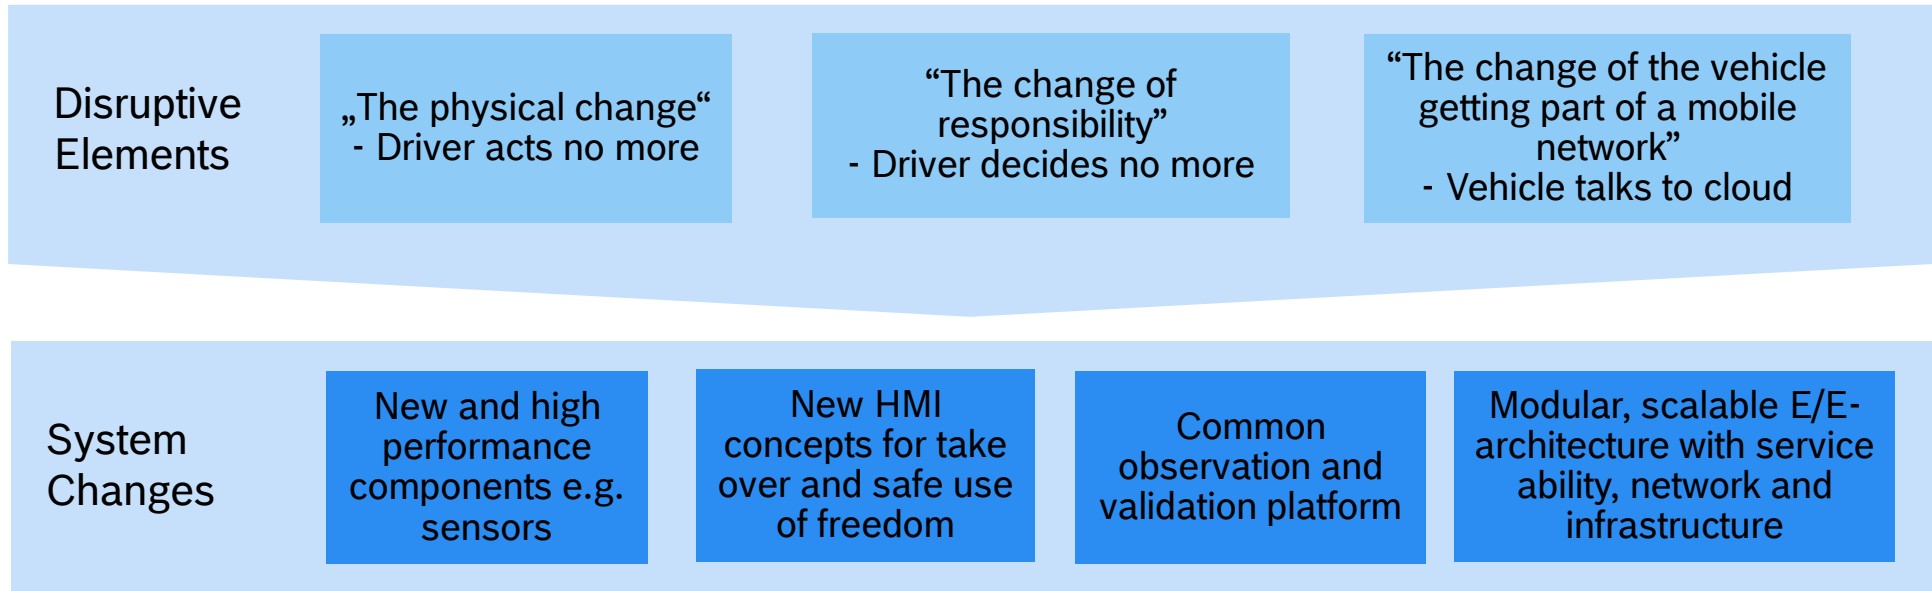 Disruptive
Elements
„The physical change“
- Driver acts no more
“The change of
responsibility”
- Driver decides no more
“The change of the vehicle
getting part of a mobile
network”
- Vehicle talks to cloud
System
Changes
New and high
performance
components e.g.
sensors
New HMI
concepts for take
over and safe use
of freedom
Common
observation and
validation platform
Modular, scalable E/E-
architecture with service
ability, network and
infrastructure